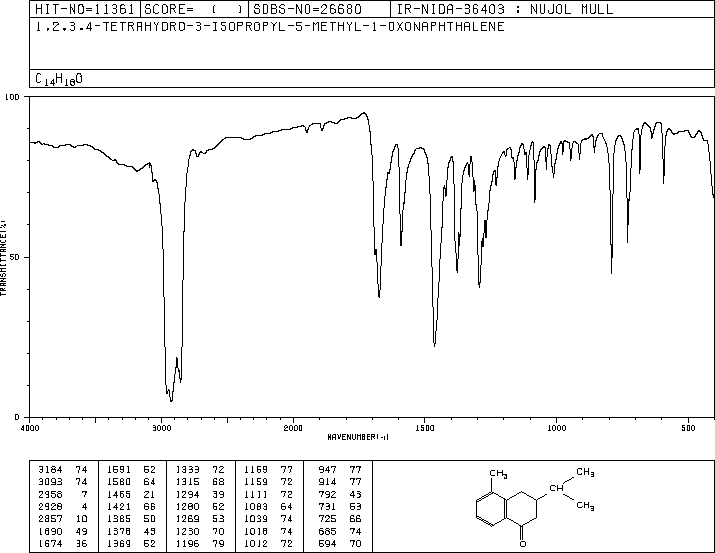 HIT-NO=11361 SCORE= ( ) SDBS-NO=26680 IR-NIDA-36403 : NUJOL MULL
1,2,3,4-TETRAHYDRO-3-ISOPROPYL-5-METHYL-1-OXONAPHTHALENE
C14H18O
100
50
0
TRANSMITTANCE(%)
4000 3000 2000 1500 1000 500
WAVENUMBER(-1)
3184 74 1591 52 1333 72 1169 77 947 77
3093 74 1580 64 1315 68 1159 72 914 77
2958 7 1465 21 1294 39 1111 72 792 43
2928 4 1421 66 1280 52 1083 64 731 53
2857 10 1385 50 1269 53 1039 74 725 66
1690 49 1378 43 1230 70 1018 74 685 74
1674 36 1369 52 1196 79 1012 72 594 70
CH3
CH3
CH
CH3
O